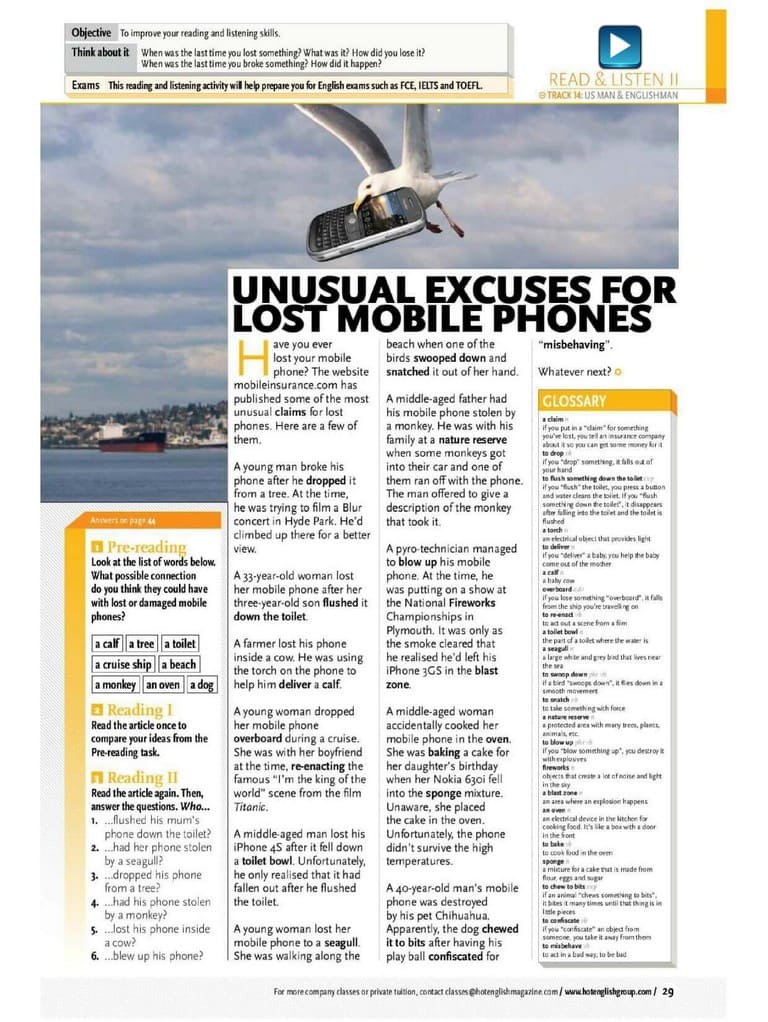 Objective To improve your reading and listening skills.
Think about it When was the last time you lost something? What was it? How did you lose it?
When was the last time you broke something? How did it happen?
Exams This reading and listening activity will help prepare you for English exams such as FCE, IELTS and TOEFL.
READ & LISTEN II
TRACK 14: US MAN & ENGLISHMAN
UNUSUAL EXCUSES FOR
LOST MOBILE PHONES
Have you ever
lost your mobile
phone? The website
mobileinsurance.com has
published some of the most
unusual claims for lost
phones. Here are a few of
them.
A young man broke his
phone after he dropped it
from a tree. At the time,
he was trying to film a Blur
concert in Hyde Park. He'd
climbed up there for a better
view.
A 33-year-old woman lost
her mobile phone after her
three-year-old son flushed it
down the toilet.
A farmer lost his phone
inside a cow. He was using
the torch on the phone to
help him deliver a calf.
A young woman dropped
her mobile phone
overboard during a cruise.
She was with her boyfriend
at the time, re-enacting the
famous "I'm the king of the
world" scene from the film
Titanic.
A middle-aged man lost his
iPhone 4S after it fell down
a toilet bowl. Unfortunately,
he only realised that it had
fallen out after he flushed
the toilet.
A young woman lost her
mobile phone to a seagull.
She was walking along the
beach when one of the
birds swooped down and
snatched it out of her hand.
A middle-aged father had
his mobile phone stolen by
a monkey. He was with his
family at a nature reserve
when some monkeys got
into their car and one of
them ran off with the phone.
The man offered to give a
description of the monkey
that took it.
A pyro-technician managed
to blow up his mobile
phone. At the time, he
was putting on a show at
the National Fireworks
Championships in
Plymouth. It was only as
the smoke cleared that
he realised he'd left his
iPhone 3GS in the blast
zone.
A middle-aged woman
accidentally cooked her
mobile phone in the oven.
She was baking a cake for
her daughter's birthday
when her Nokia 630i fell
into the sponge mixture.
Unaware, she placed
the cake in the oven.
Unfortunately, the phone
didn't survive the high
temperatures.
A 40-year-old man's mobile
phone was destroyed
by his pet Chihuahua.
Apparently, the dog chewed
it to bits after having his
play ball confiscated for
"misbehaving".
Whatever next?
GLOSSARY
a claim n
if you put in a "claim" for something
you've lost, you tell an insurance company
about it so you can get some money for it
to drop vb
if you "drop" something, it falls out of
your hand
to flush something down the toilet exp
if you "flush" the toilet, you press a button
and water cleans the toilet. If you "flush
something down the toilet", it disappears
after falling into the toilet and the toilet is
flushed
a torch n
an electrical object that provides light
to deliver vb
if you "deliver" a baby, you help the baby
come out of the mother
a calf n
a baby cow
overboard adv
if you lose something "overboard", it falls
from the ship you're travelling on
to re-enact vb
to act out a scene from a film
a toilet bowl n
the part of a toilet where the water is
a seagull n
a large white and grey bird that lives near
the sea
to swoop down phr vb
if a bird "swoops down", it flies down in a
smooth movement
to snatch vb
to take something with force
a nature reserve n
a protected area with many trees, plants,
animals, etc.
to blow up phr vb
if you "blow something up", you destroy it
with explosives
fireworks n
objects that create a lot of noise and light
in the sky
a blast zone n
an area where an explosion happens
an oven n
an electrical device in the kitchen for
cooking food. It's like a box with a door
in the front
to bake vb
to cook food in the oven
sponge n
a mixture for a cake that is made from
flour, eggs and sugar
to chew to bits exp
if an animal "chews something to bits",
it bites it many times until that thing is in
little pieces
to confiscate vb
if you "confiscate" an object from
someone, you take it away from them
to misbehave vb
to act in a bad way; to be bad
Answers on page 44
1 Pre-reading
Look at the list of words below.
What possible connection
do you think they could have
with lost or damaged mobile
phones?
a calf a tree a toilet
a cruise ship a beach
a monkey an oven a dog
2 Reading I
Read the article once to
compare your ideas from the
Pre-reading task.
3 Reading II
Read the article again. Then,
answer the questions. Who...
1. ...flushed his mum's
phone down the toilet?
2. ...had her phone stolen
by a seagull?
3. ...dropped his phone
from a tree?
4. ...had his phone stolen
by a monkey?
5. ...lost his phone inside
a cow?
6. ...blew up his phone?
For more company classes or private tuition, contact classes@hotenglishmagazine.com / www.hotenglishgroup.com / 29